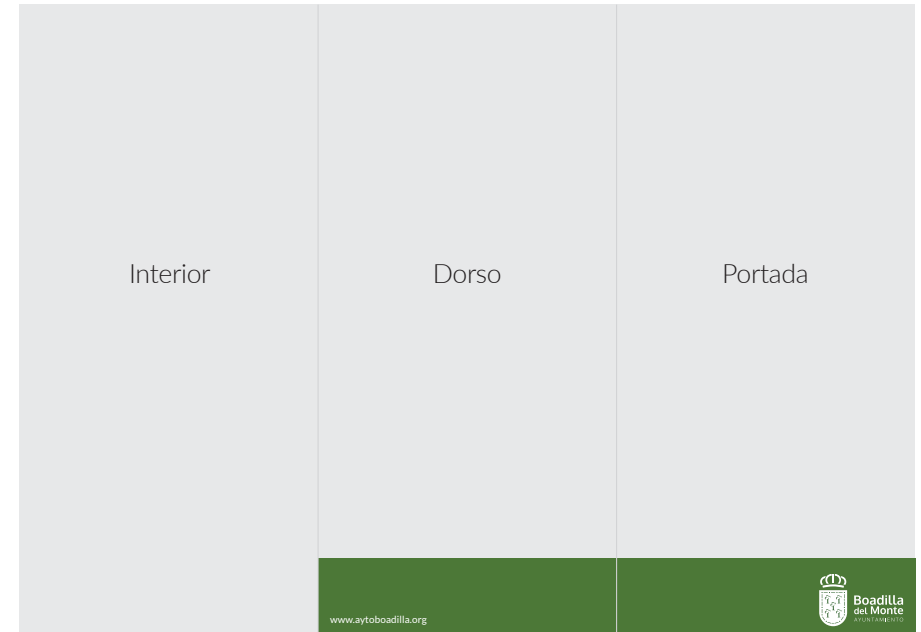 Interior
Dorso
Portada
www.aytoboadilla.org
Boadilla
del Monte
AYUNTAMIENTO